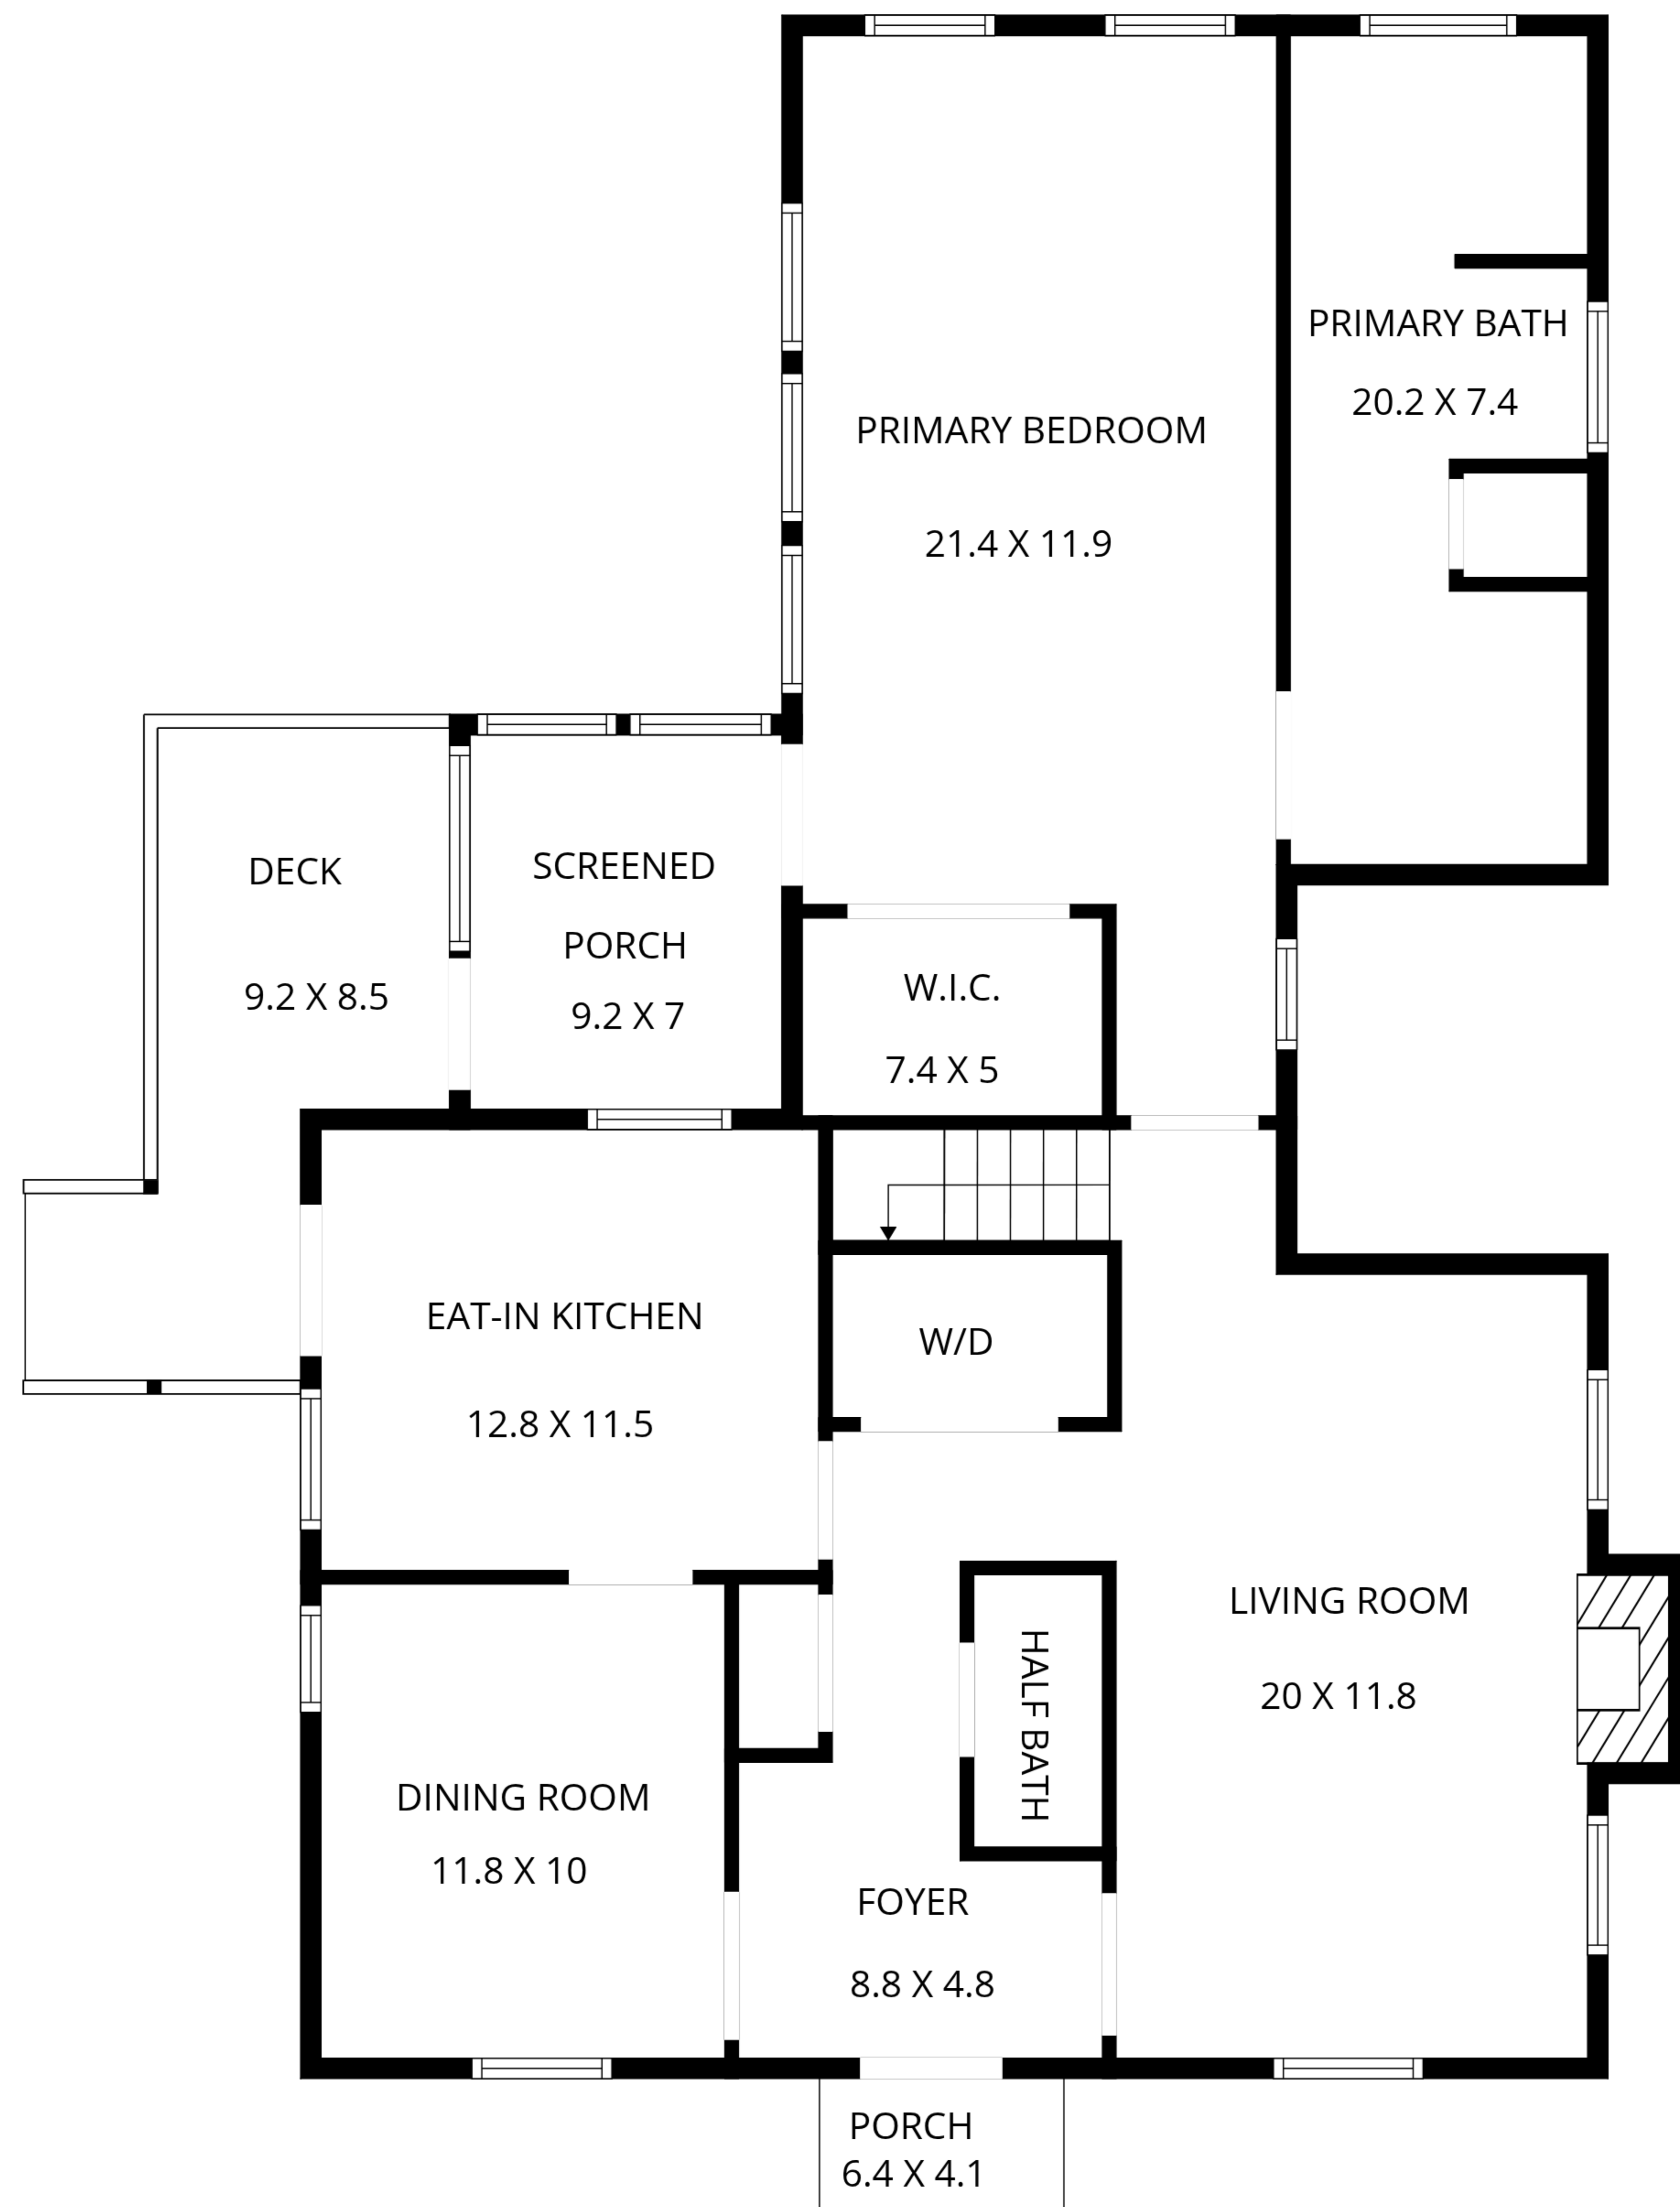 PRIMARY BATH
20.2 X 7.4
PRIMARY BEDROOM
21.4 X 11.9
DECK
9.2 X 8.5
SCREENED
PORCH
9.2 X 7
W.I.C.
7.4 X 5
EAT-IN KITCHEN
12.8 X 11.5
W/D
LIVING ROOM
20 X 11.8
HALF BATH
DINING ROOM
11.8 X 10
FOYER
8.8 X 4.8
PORCH
6.4 X 4.1